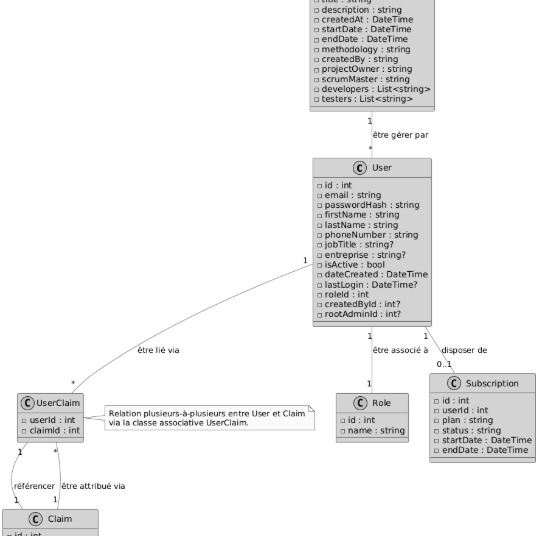 title : string
description : string
createdAt : DateTime
startDate : DateTime
endDate : DateTime
methodology : string
createdBy : string
projectOwner : string
scrumMaster : string
developers : List<string>
testers : List<string>
1
être gérer par
*
C User
id : int
email : string
passwordHash : string
firstName : string
lastName : string
phoneNumber : string
jobTitle : string?
entreprise : string?
isActive : bool
dateCreated : DateTime
lastLogin : DateTime?
roleId : int
createdById : int?
rootAdminId : int?
1
être lié via
*
1
être associé à
1
1
disposer de
0..1
C UserClaim
userId : int
claimId : int
Relation plusieurs-à-plusieurs entre User et Claim
via la classe associative UserClaim.
C Role
id : int
name : string
C Subscription
id : int
userId : int
plan : string
status : string
startDate : DateTime
endDate : DateTime
1
référencer
1
*
être attribué via
1
C Claim
id : int